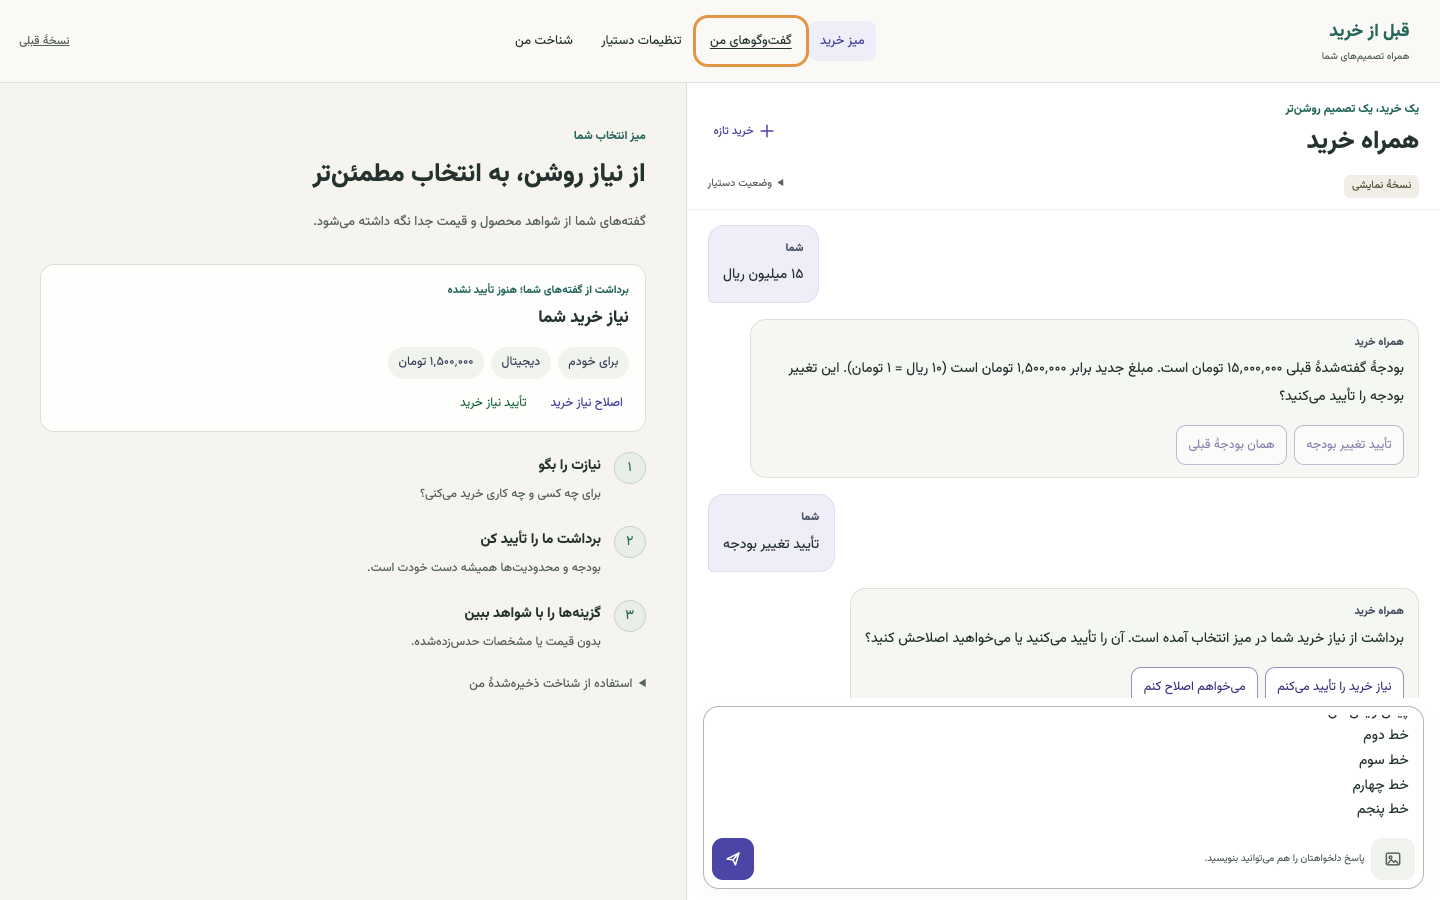 قبل از خرید
همراه تصمیم‌های شما
میز خرید
گفت‌وگوهای من
تنظیمات دستیار
شناخت من
نسخهٔ قبلی
یک خرید، یک تصمیم روشن‌تر
همراه خرید
خرید تازه
نسخهٔ نمایشی
وضعیت دستیار
شما
۱۵ میلیون ریال
همراه خرید
بودجهٔ گفته‌شدهٔ قبلی ۱۵,۰۰۰,۰۰۰ تومان است. مبلغ جدید برابر ۱,۵۰۰,۰۰۰ تومان است (۱۰ ریال = ۱ تومان). این تغییر
بودجه را تأیید می‌کنید؟
تأیید تغییر بودجه
همان بودجهٔ قبلی
شما
تأیید تغییر بودجه
همراه خرید
برداشت از نیاز خرید شما در میز انتخاب آمده است. آن را تأیید می‌کنید یا می‌خواهید اصلاحش کنید؟
نیاز خرید را تأیید می‌کنم
می‌خواهم اصلاح کنم
خط دوم
خط سوم
خط چهارم
خط پنجم
پاسخ دلخواهتان را هم می‌توانید بنویسید.
میز انتخاب شما
از نیاز روشن، به انتخاب مطمئن‌تر
گفته‌های شما از شواهد محصول و قیمت جدا نگه داشته می‌شود.
برداشت از گفته‌های شما؛ هنوز تأیید نشده
نیاز خرید شما
برای خودم
دیجیتال
۱,۵۰۰,۰۰۰ تومان
اصلاح نیاز خرید
تأیید نیاز خرید
۱
نیازت را بگو
برای چه کسی و چه کاری خرید می‌کنی؟
۲
برداشت ما را تأیید کن
بودجه و محدودیت‌ها همیشه دست خودت است.
۳
گزینه‌ها را با شواهد ببین
بدون قیمت یا مشخصات حدس‌زده‌شده.
استفاده از شناخت ذخیره‌شدهٔ من